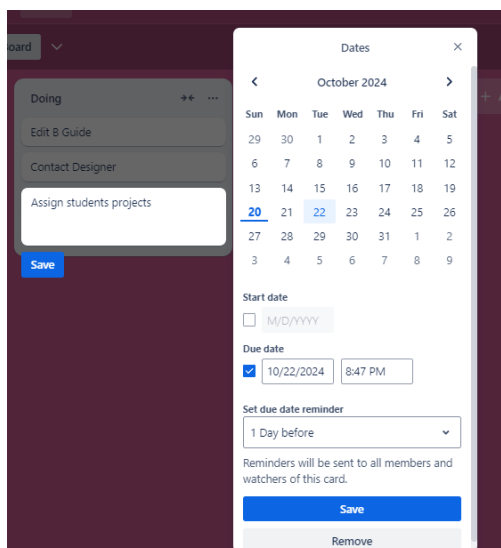 oard
Doing
Edit 8 Guide
Contact Designer
Assign students projects
Save
Dates
October 2024
Sun Mon Tue Wed Thu Fri Sat
29 30 1 2 3 4 5
6 7 8 9 10 11 12
13 14 15 16 17 18 19
20 21 22 23 24 25 26
27 28 29 30 31 1 2
3 4 5 6 7 8 9
Start date
M/D/YYYY
Due date
10/22/2024 8:47 PM
Set due date reminder
1 Day before
Reminders will be sent to all members and
watchers of this card.
Save
Remove